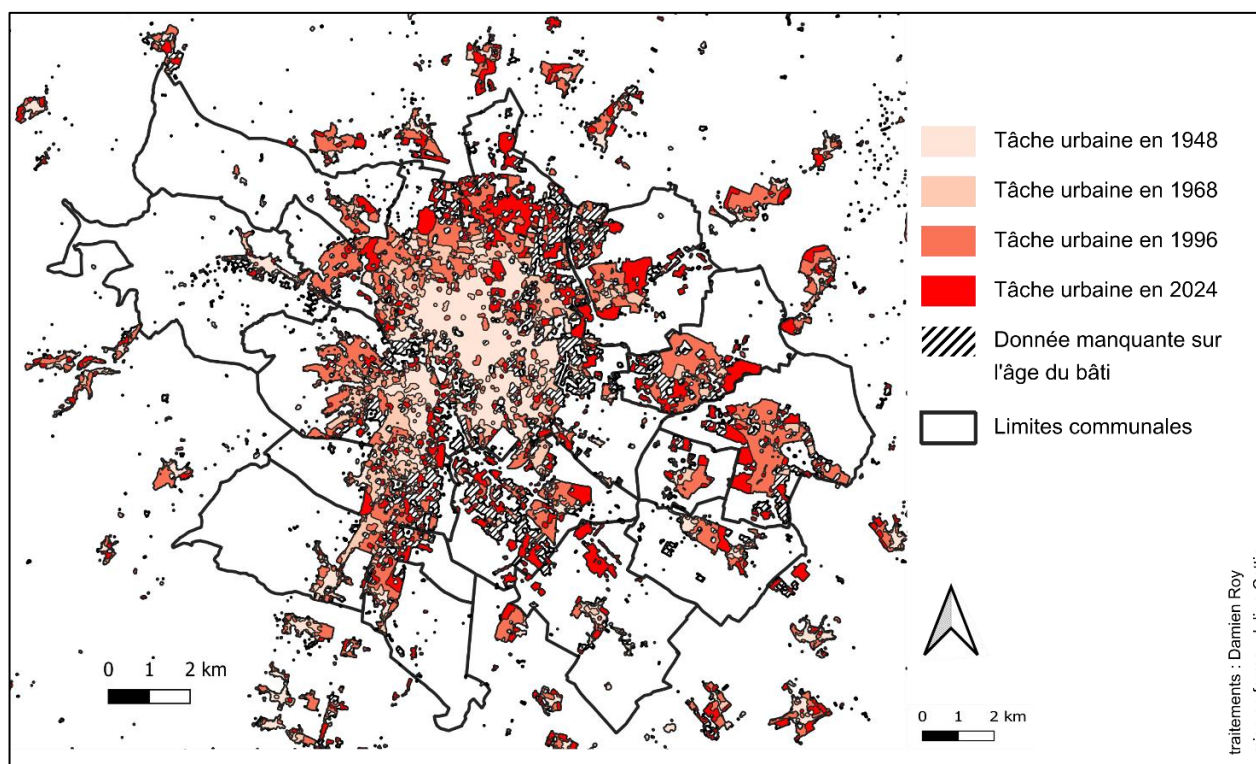 Tâche urbaine en 1948
Tâche urbaine en 1968
Tâche urbaine en 1996
Tâche urbaine en 2024
Donnée manquante sur
l'âge du bâti
Limites communales
0 1 2 km
0 1 2 km
traitements : Damien Roy